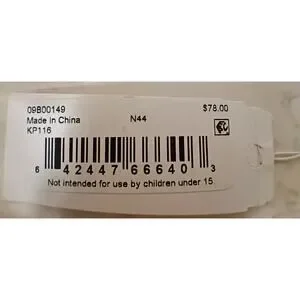 09B00149
Made in China
KP116
N44
$78.00
6 42447 66640 3
Not intended for use by children under 15